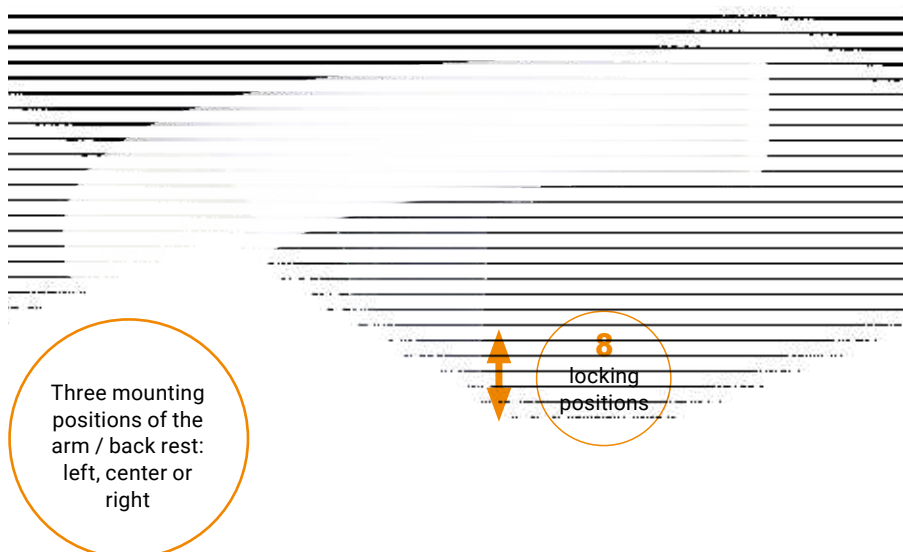 8
locking
positions
Three mounting
positions of the
arm / back rest:
left, center or
right